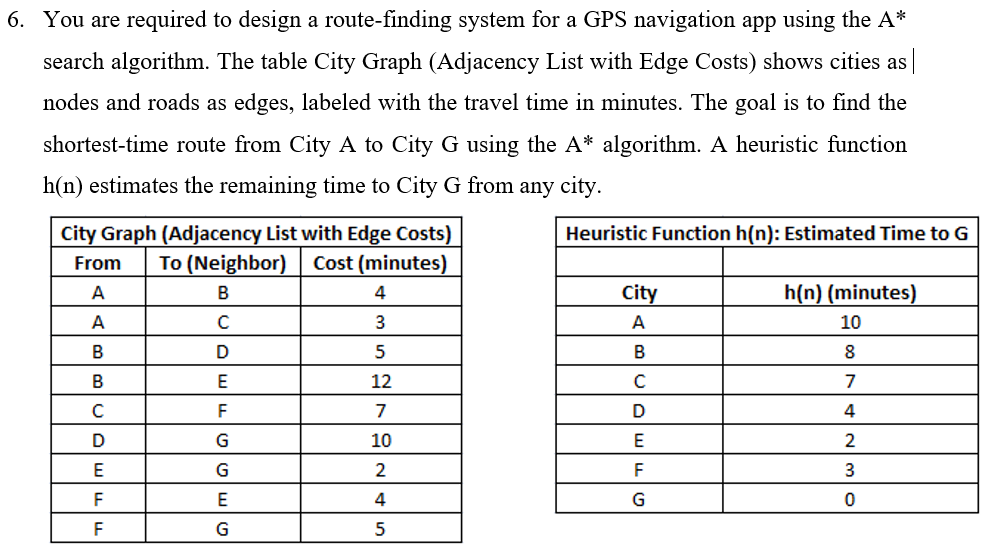 6. You are required to design a route-finding system for a GPS navigation app using the A*
search algorithm. The table City Graph (Adjacency List with Edge Costs) shows cities as
nodes and roads as edges, labeled with the travel time in minutes. The goal is to find the
shortest-time route from City A to City G using the A* algorithm. A heuristic function
h(n) estimates the remaining time to City G from any city.
City Graph (Adjacency List with Edge Costs)
From To (Neighbor) Cost (minutes)
A B 4
A C 3
B D 5
B E 12
C F 7
D G 10
E G 2
F E 4
F G 5
Heuristic Function h(n): Estimated Time to G
City h(n) (minutes)
A 10
B 8
C 7
D 4
E 2
F 3
G 0